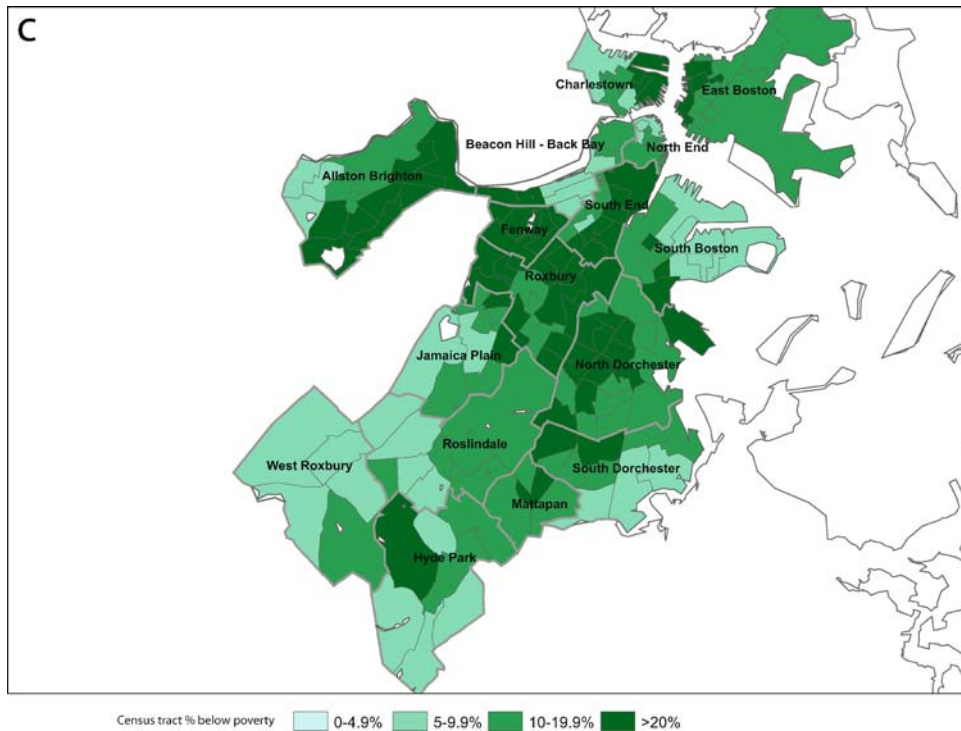 C
Charlestown
East Boston
Beacon Hill - Back Bay
North End
Allston Brighton
South End
Fenway
South Boston
Roxbury
Jamaica Plain
North Dorchester
Roslindale
West Roxbury
South Dorchester
Mattapan
Hyde Park
Census tract % below poverty 0-4.9% 5-9.9% 10-19.9% >20%